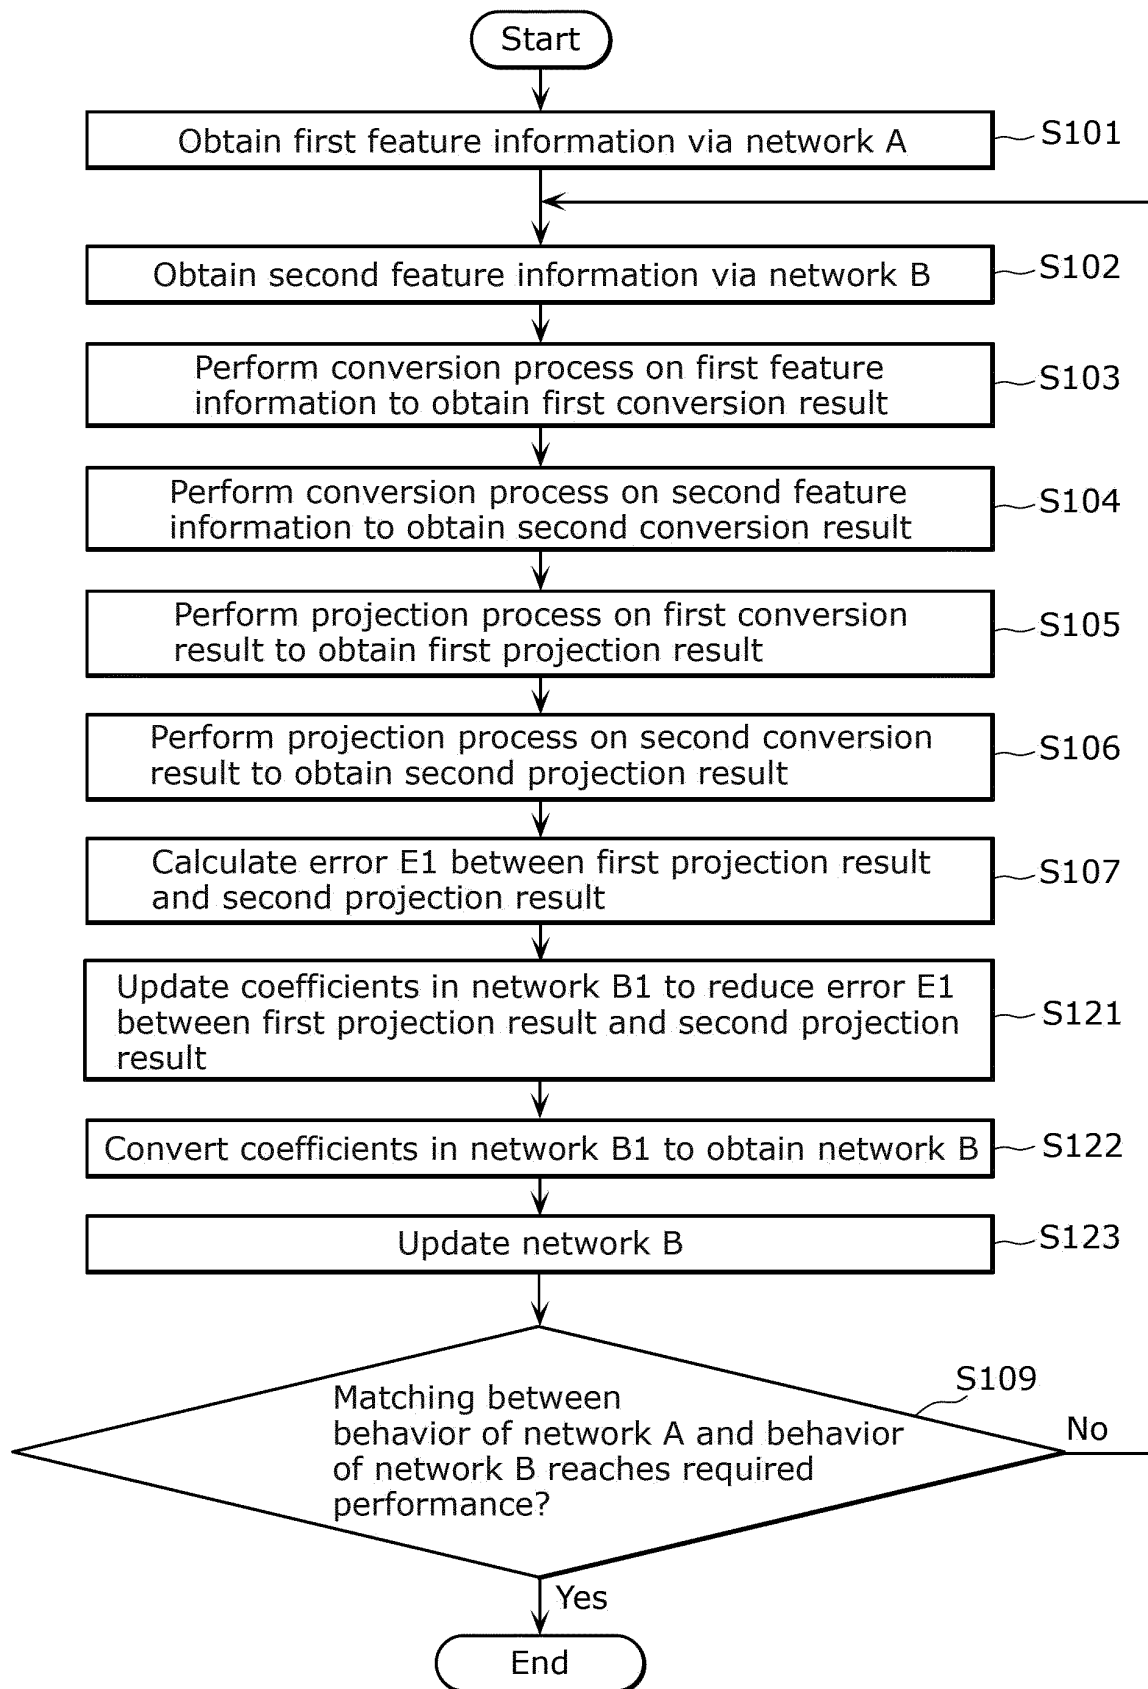 Start
Obtain first feature information via network A
S101
Obtain second feature information via network B
S102
Perform conversion process on first feature
information to obtain first conversion result
S103
Perform conversion process on second feature
information to obtain second conversion result
S104
Perform projection process on first conversion
result to obtain first projection result
S105
Perform projection process on second conversion
result to obtain second projection result
S106
Calculate error E1 between first projection result
and second projection result
S107
Update coefficients in network B1 to reduce error E1
between first projection result and second projection
result
S121
Convert coefficients in network B1 to obtain network B
S122
Update network B
S123
Matching between
behavior of network A and behavior
of network B reaches required
performance?
S109
No
Yes
End